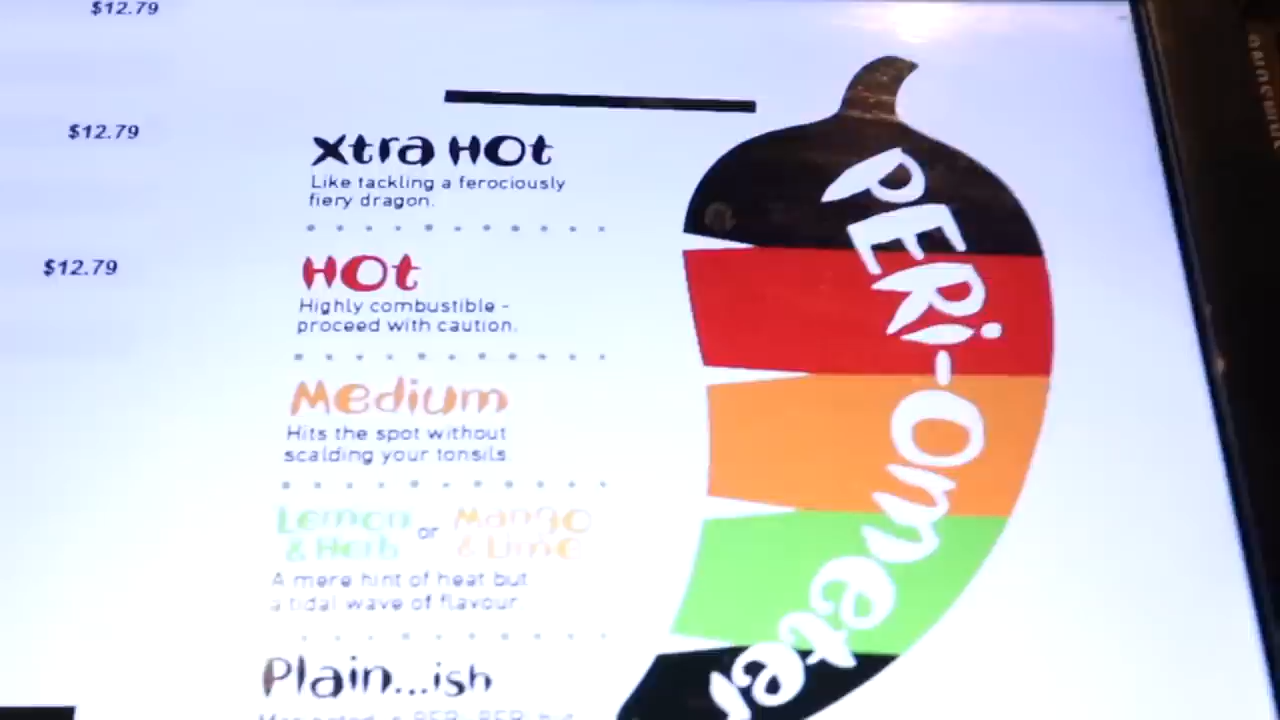 $12.79
$12.79
$12.79
Xtra HOt
Like tackling a ferociously
fiery dragon.
HOt
Highly combustible -
proceed with caution.
Medium
Hits the spot without
scalding your tonsils.
Lemon & Herb or Mango & Lime
A mere hint of heat but
a tidal wave of flavour
Plain...ish
PERi-Ometer
SAMSUNG